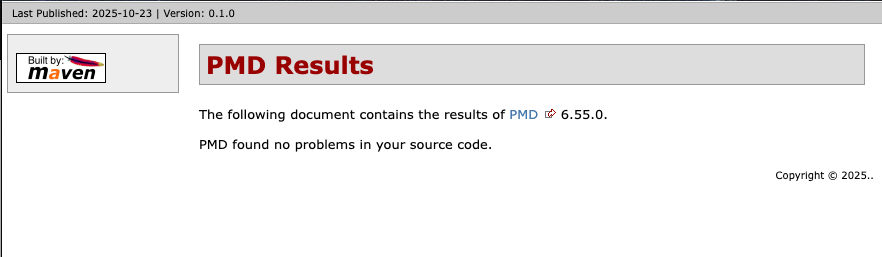 Last Published: 2025-10-23 | Version: 0.1.0
Built by:
maven
PMD Results
The following document contains the results of PMD 6.55.0.
PMD found no problems in your source code.
Copyright © 2025..